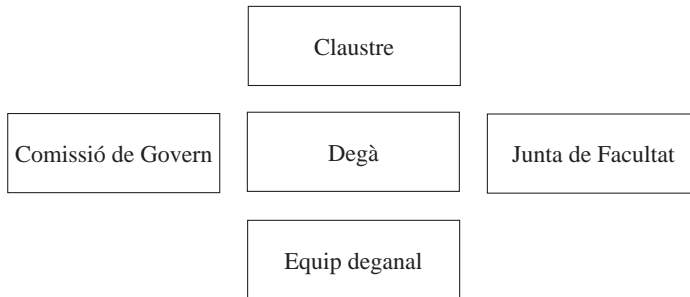 Claustre
Comissió de Govern
Degà
Junta de Facultat
Equip deganal